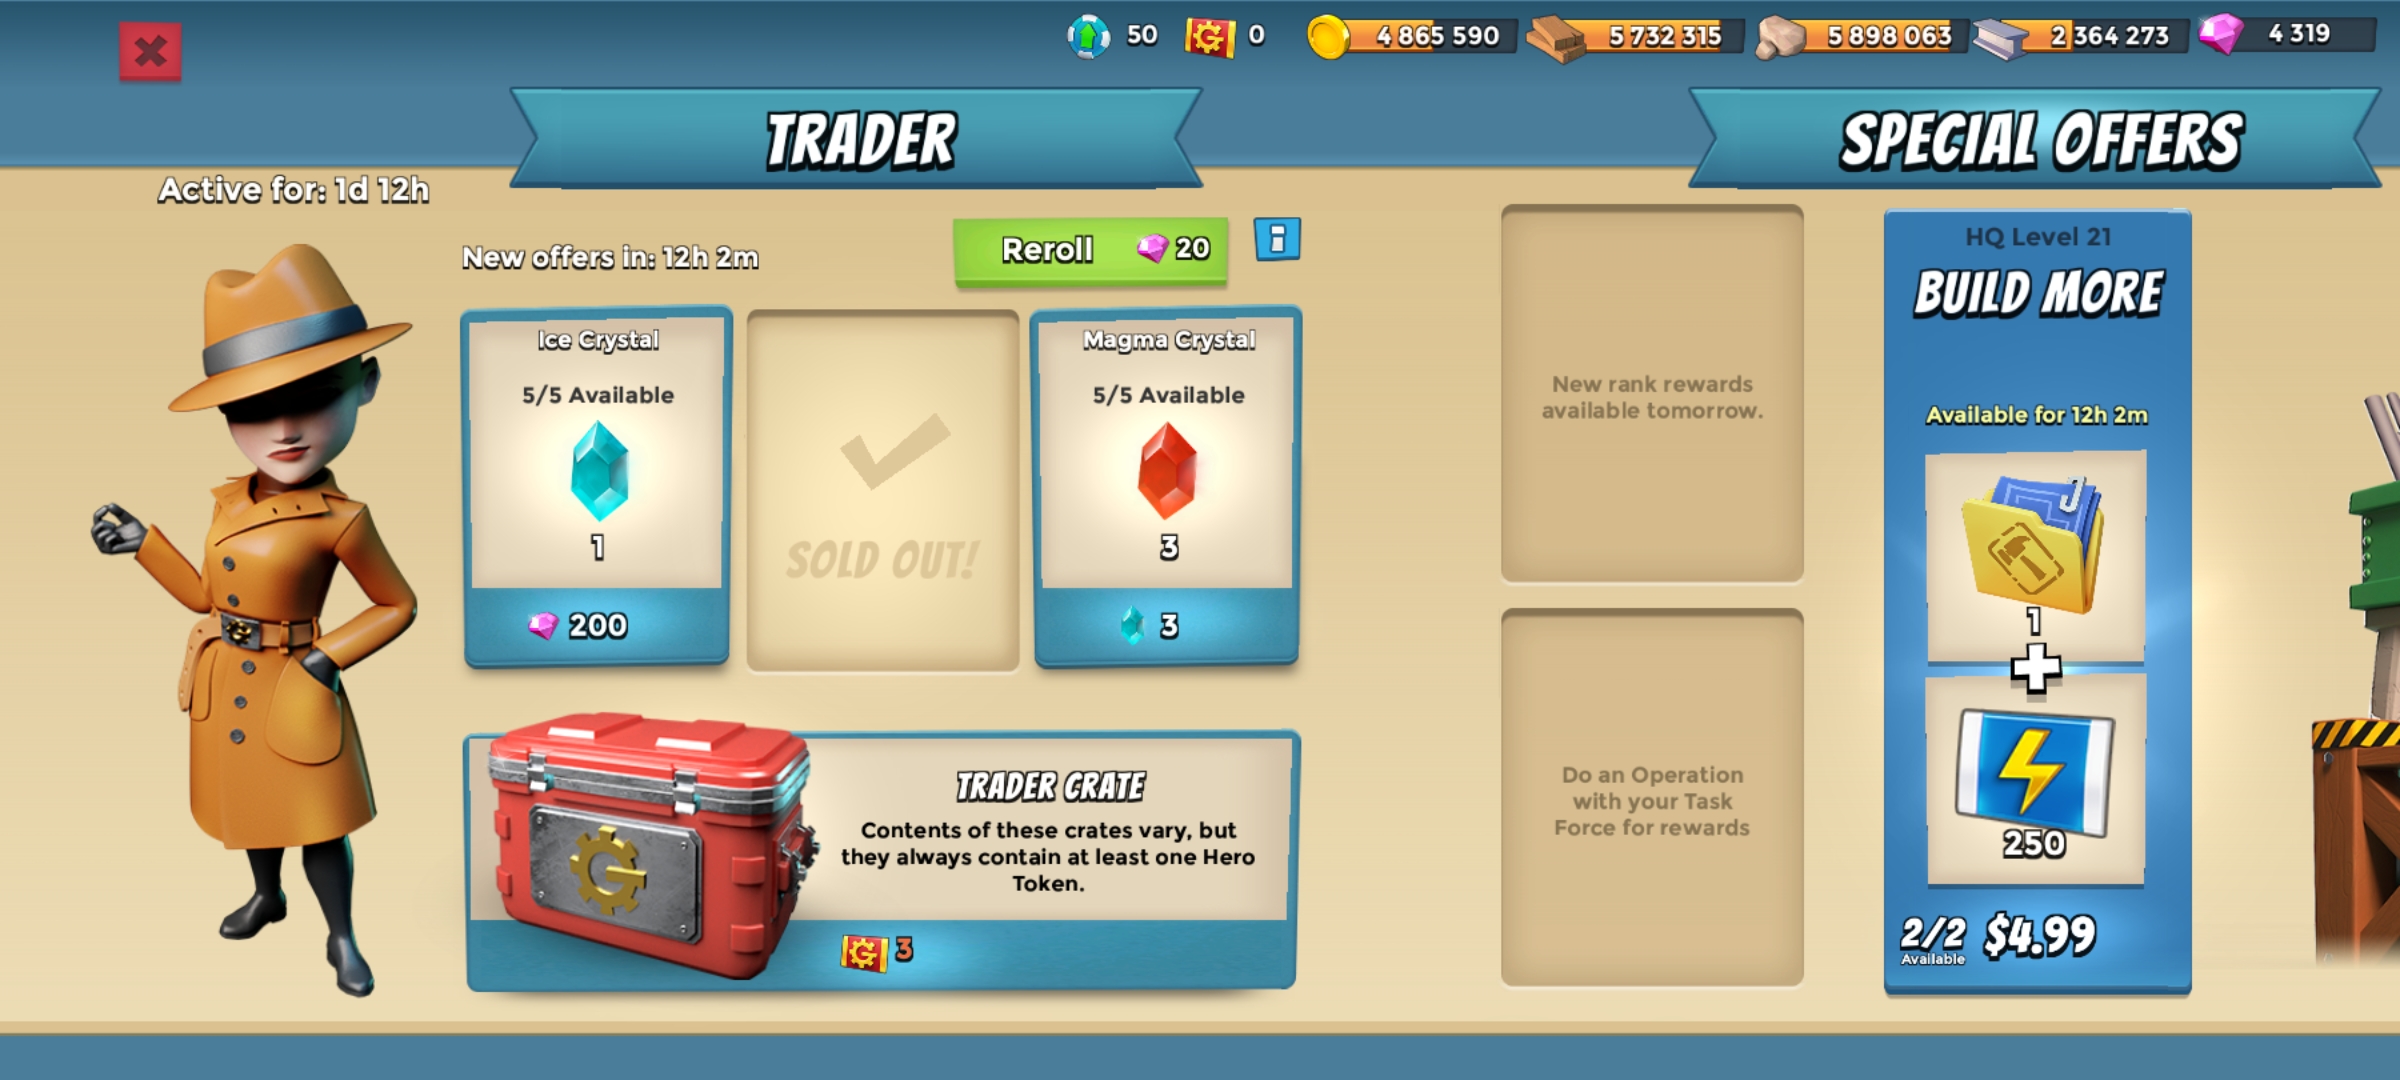 50
0
4 865 590
5 732 315
5 898 063
2 364 273
4 319
TRADER
SPECIAL OFFERS
Active for: 1d 12h
New offers in: 12h 2m
Reroll 20
i
Ice Crystal
5/5 Available
1
200
SOLD OUT!
Magma Crystal
5/5 Available
3
3
TRADER CRATE
Contents of these crates vary, but
they always contain at least one Hero
Token.
3
New rank rewards
available tomorrow.
Do an Operation
with your Task
Force for rewards
HQ Level 21
BUILD MORE
Available for 12h 2m
1
250
2/2
Available
$4.99